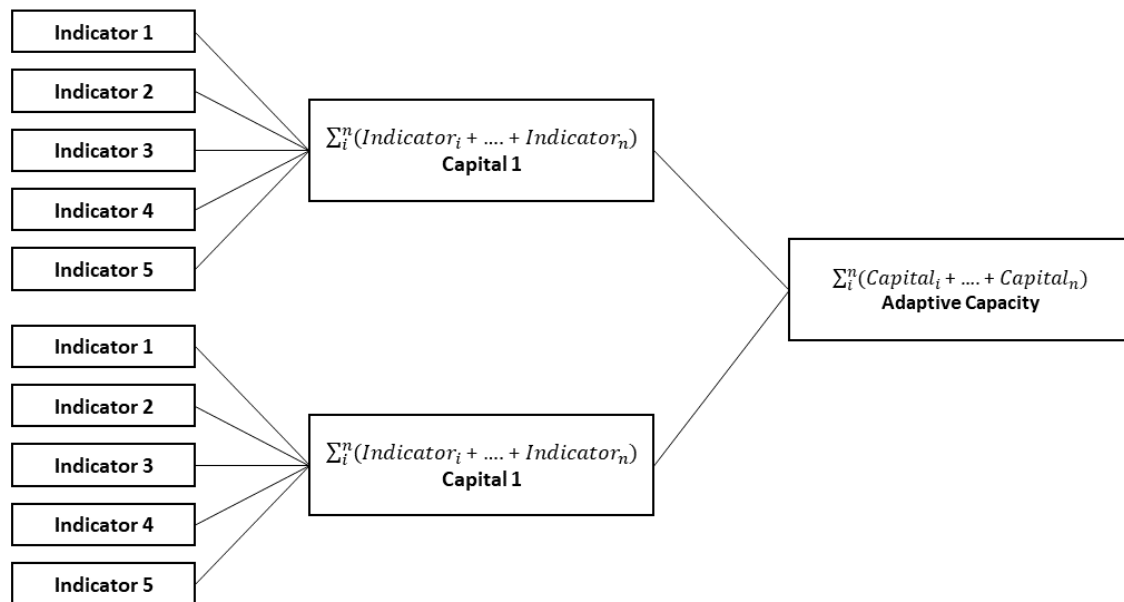 Indicator 1
Indicator 2
Indicator 3
Indicator 4
Indicator 5
∑ᵢⁿ(Indicatorᵢ + .... + Indicatorₙ)
Capital 1
Indicator 1
Indicator 2
Indicator 3
Indicator 4
Indicator 5
∑ᵢⁿ(Indicatorᵢ + .... + Indicatorₙ)
Capital 1
∑ᵢⁿ(Capitalᵢ + .... + Capitalₙ)
Adaptive Capacity